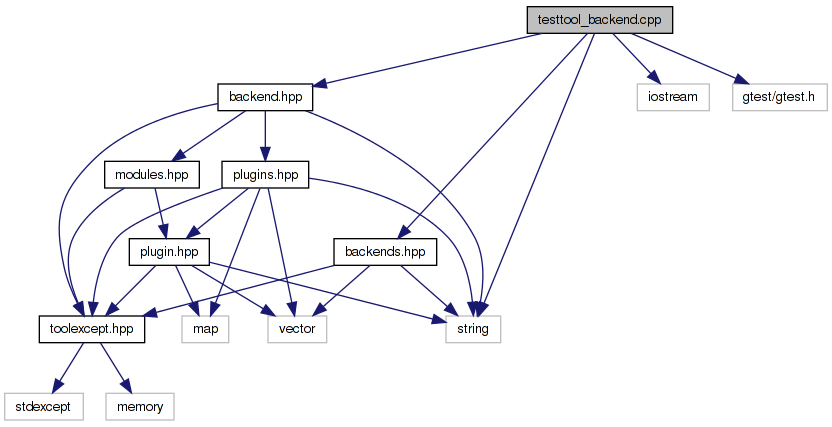 testtool_backend.cpp
backend.hpp
iostream
gtest/gtest.h
modules.hpp
plugins.hpp
plugin.hpp
backends.hpp
toolexcept.hpp
map
vector
string
stdexcept
memory